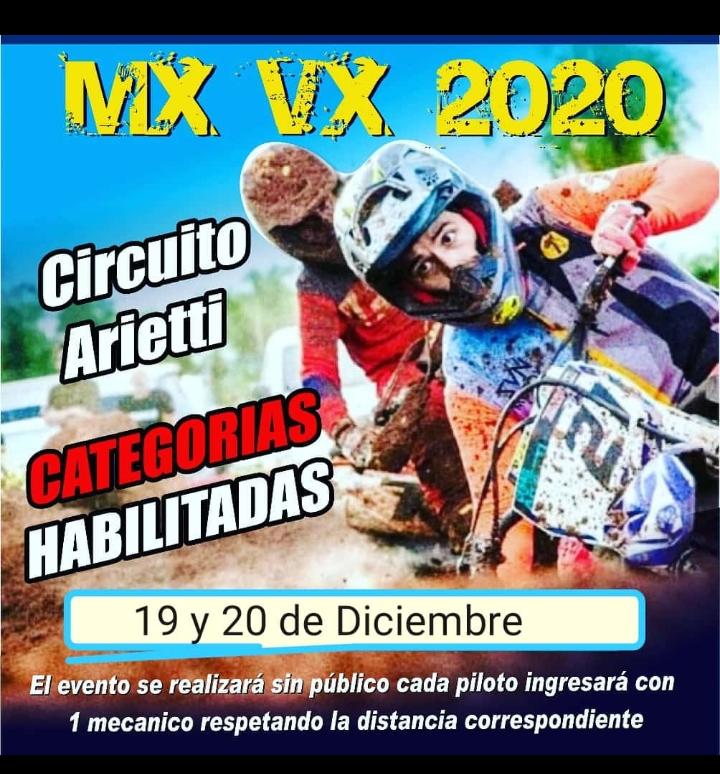 MX VX 2020
Circuito
Arietti
CATEGORIAS
HABILITADAS
19 y 20 de Diciembre
El evento se realizará sin público cada piloto ingresará con
1 mecanico respetando la distancia correspondiente
21